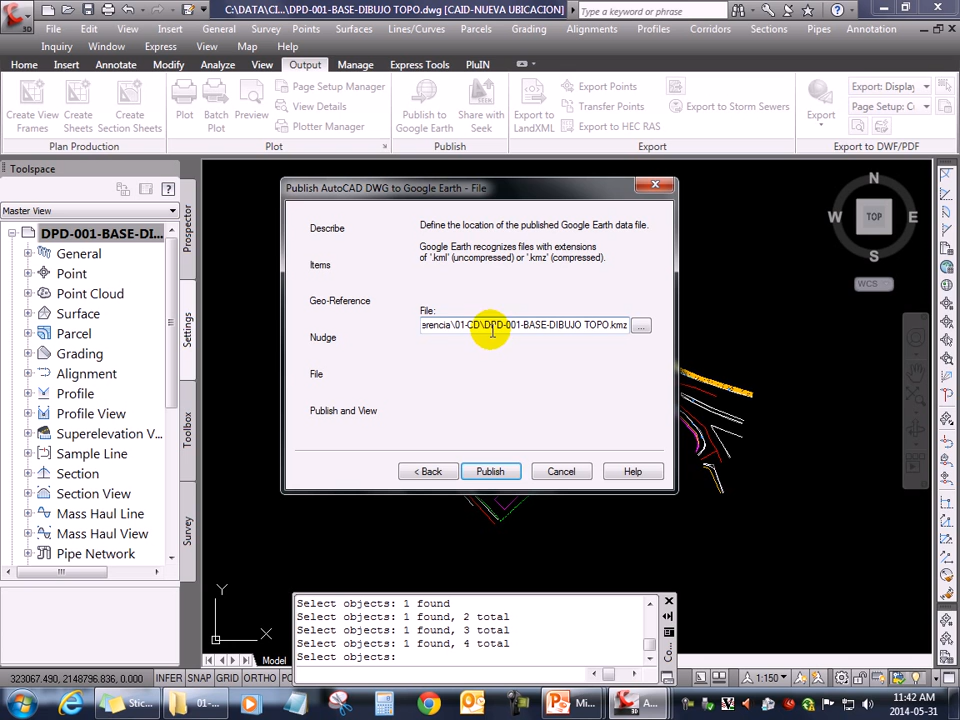 C:\DATA\CI...\DPD-001-BASE-DIBUJO TOPO.dwg [CAID-NUEVA UBICACION]
Type a keyword or phrase
3D
File Edit View Insert General Survey Points Surfaces Lines/Curves Parcels Grading Alignments Profiles Corridors Sections Pipes Annotation
Inquiry Window Express View Map Help
Home Insert Annotate Modify Analyze View Output Manage Express Tools PluIN
Create View Frames
Create Sheets
Create Section Sheets
Plan Production
Plot
Batch Plot
Preview
Page Setup Manager
View Details
Plotter Manager
Plot
Publish to Google Earth
Share with Seek
Publish
Export to LandXML
Export Points
Transfer Points
Export to HEC RAS
Export to Storm Sewers
Export
Export
Export: Display
Page Setup: C
Export to DWF/PDF
Toolspace
Master View
DPD-001-BASE-DI...
General
Point
Point Cloud
Surface
Parcel
Grading
Alignment
Profile
Profile View
Superelevation V...
Sample Line
Section
Section View
Mass Haul Line
Mass Haul View
Pipe Network
Prospector
Settings
Toolbox
Survey
Publish AutoCAD DWG to Google Earth - File
Describe
Items
Geo-Reference
Nudge
File
Publish and View
Define the location of the published Google Earth data file.
Google Earth recognizes files with extensions
of '.kml' (uncompressed) or '.kmz' (compressed).
File:
erencia\01-CD\DPD-001-BASE-DIBUJO TOPO.kmz
...
< Back
Publish
Cancel
Help
N
W
TOP
E
S
WCS
Y
X
Select objects: 1 found
Select objects: 1 found, 2 total
Select objects: 1 found, 3 total
Select objects: 1 found, 4 total
Select objects:
Co...
Model
323067.490, 2148796.836, 0.000
INFER SNAP GRID ORTHO
1:150
Stic...
01-...
Mi...
A...
11:42 AM
2014-05-31